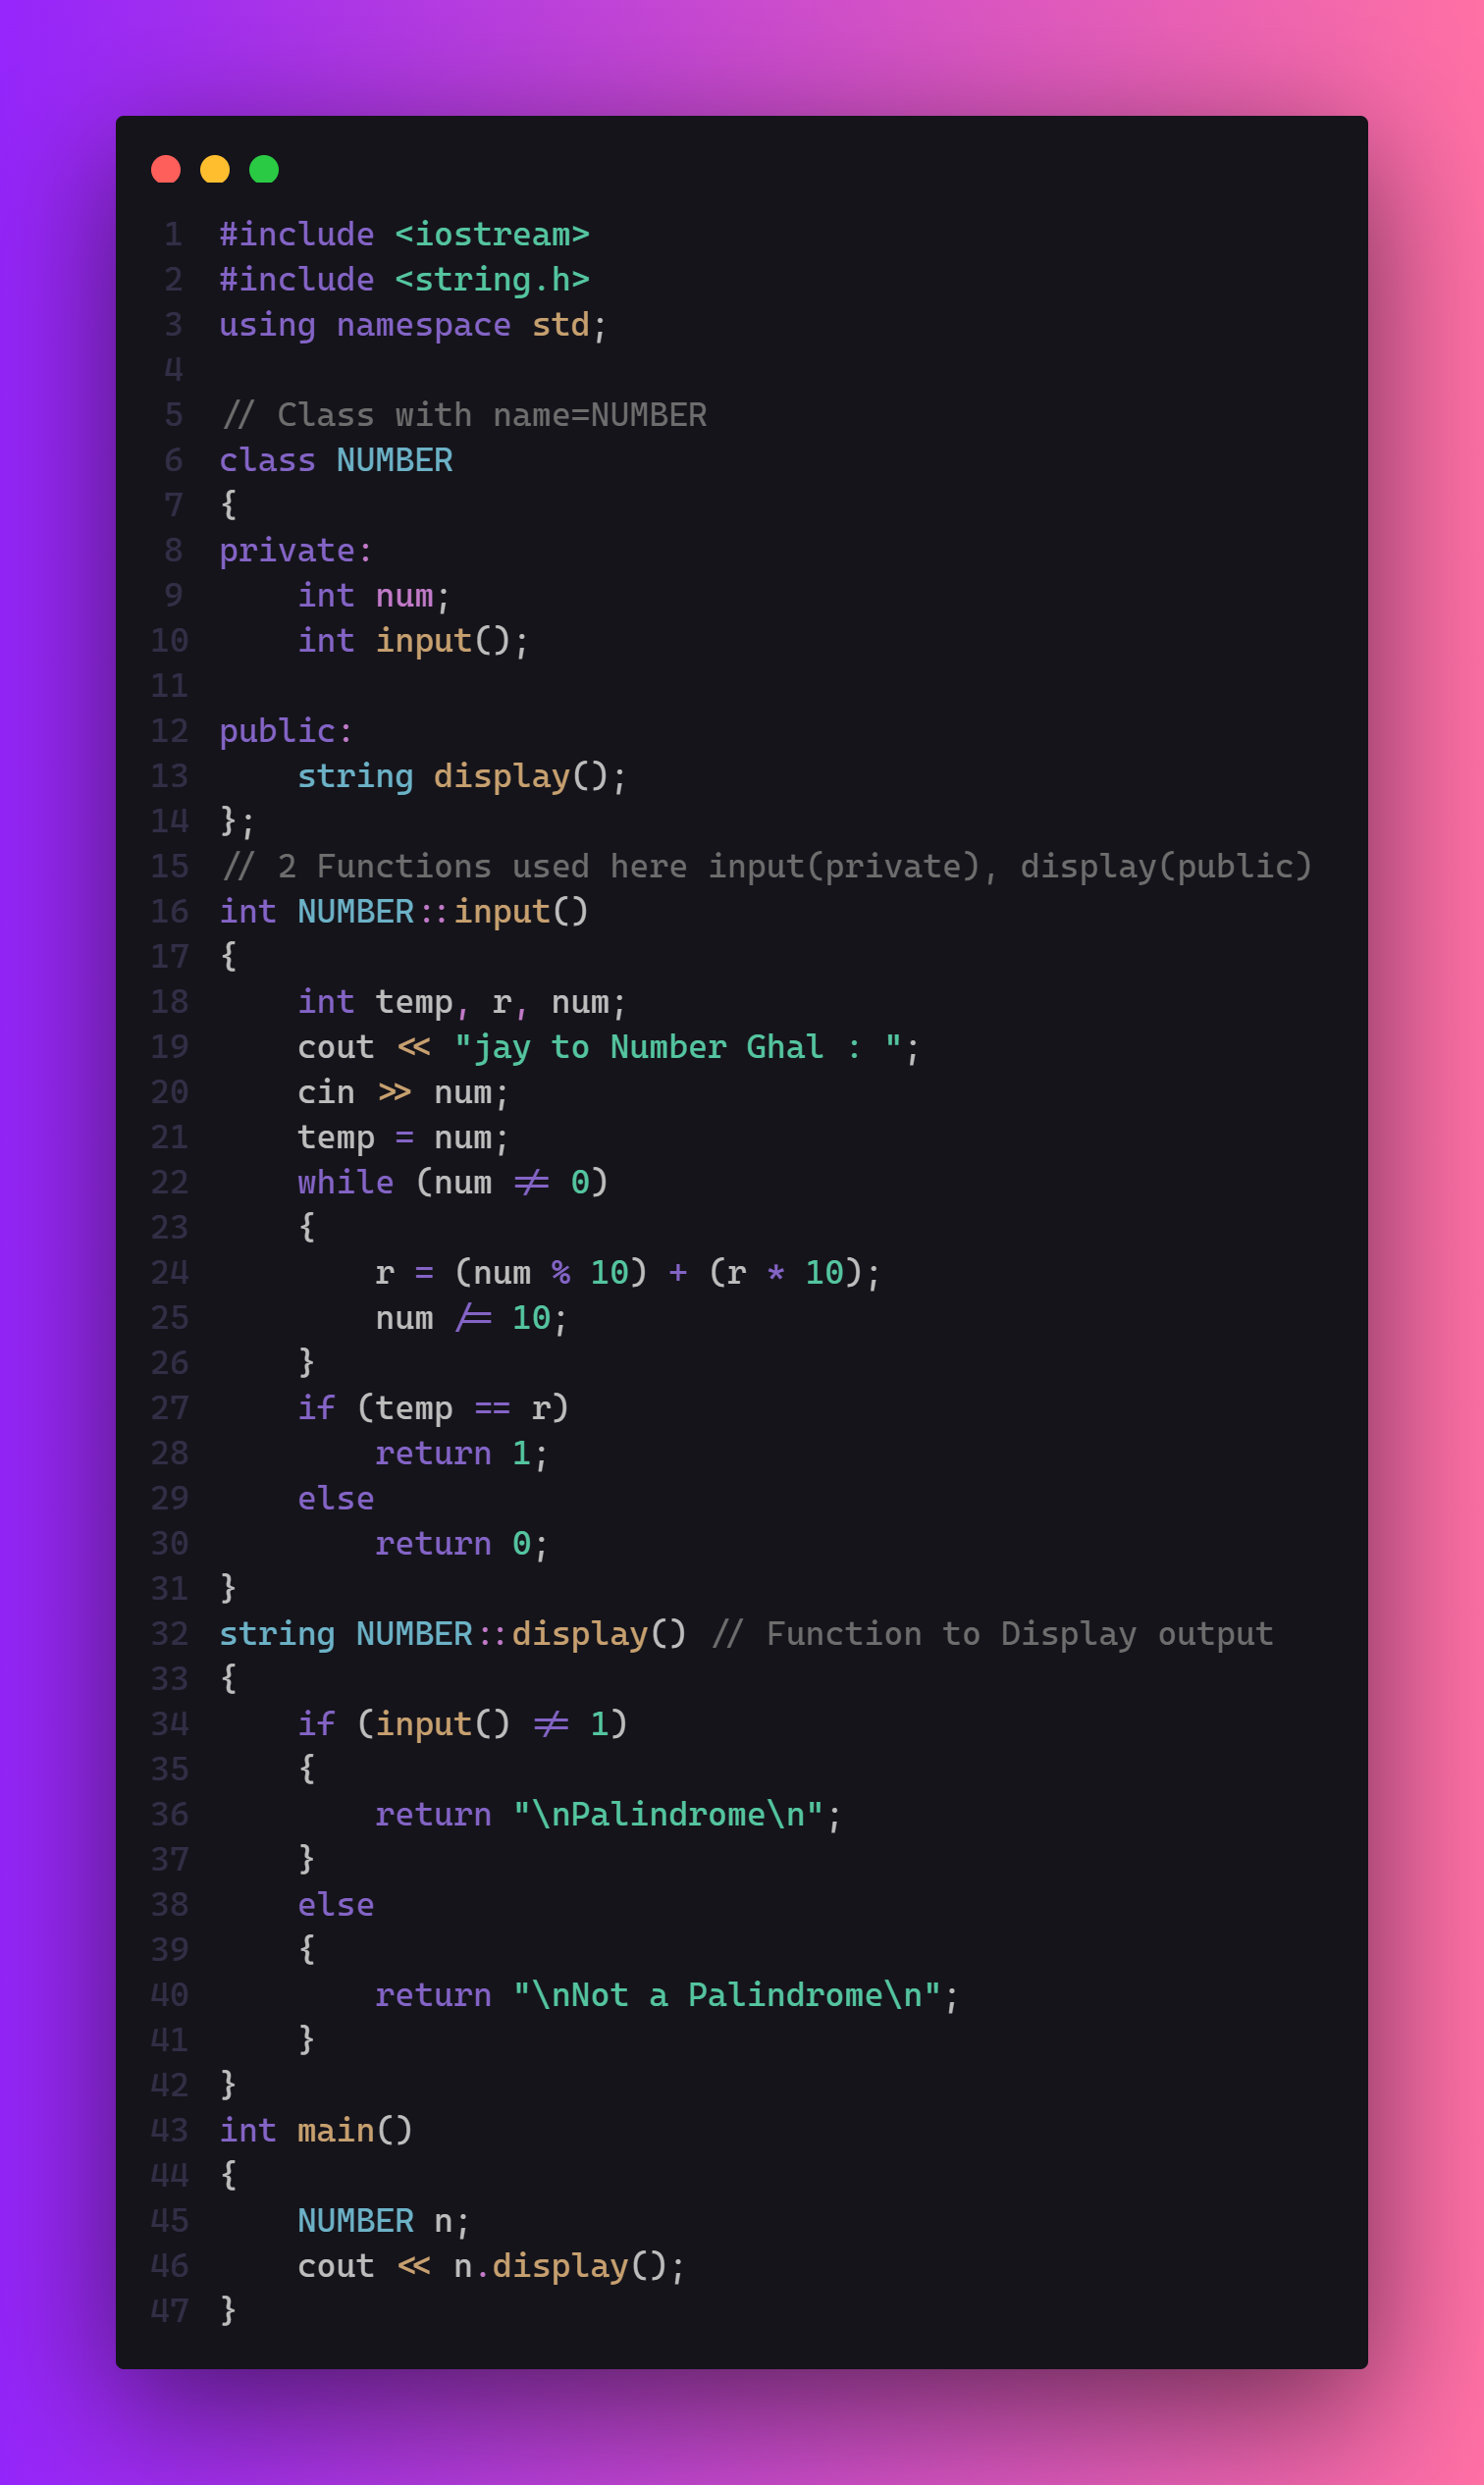 1 #include <iostream>
2 #include <string.h>
3 using namespace std;
4
5 // Class with name=NUMBER
6 class NUMBER
7 {
8 private:
9     int num;
10     int input();
11
12 public:
13     string display();
14 };
15 // 2 Functions used here input(private), display(public)
16 int NUMBER::input()
17 {
18     int temp, r, num;
19     cout << "jay to Number Ghal : ";
20     cin >> num;
21     temp = num;
22     while (num != 0)
23     {
24         r = (num % 10) + (r * 10);
25         num /= 10;
26     }
27     if (temp == r)
28         return 1;
29     else
30         return 0;
31 }
32 string NUMBER::display() // Function to Display output
33 {
34     if (input() != 1)
35     {
36         return "\nPalindrome\n";
37     }
38     else
39     {
40         return "\nNot a Palindrome\n";
41     }
42 }
43 int main()
44 {
45     NUMBER n;
46     cout << n.display();
47 }